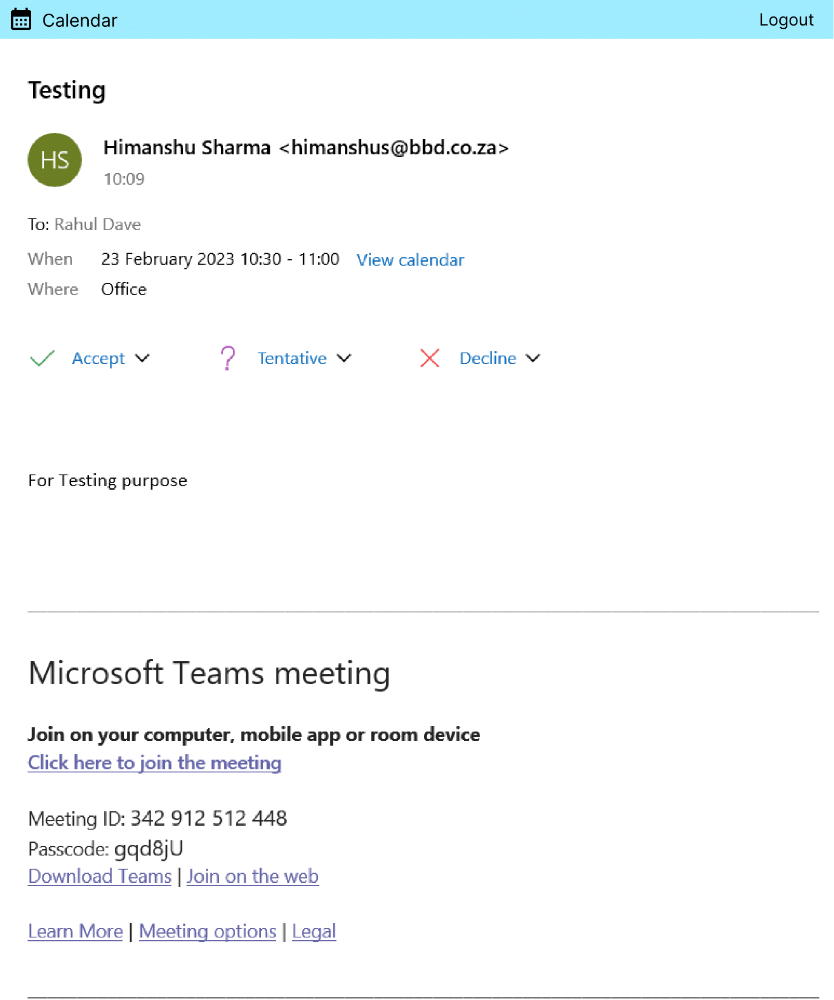 Calendar Logout
Testing
HS
Himanshu Sharma <himanshus@bbd.co.za>
10:09
To: Rahul Dave
When 23 February 2023 10:30 - 11:00 View calendar
Where Office
Accept ? Tentative Decline
For Testing purpose
Microsoft Teams meeting
Join on your computer, mobile app or room device
Click here to join the meeting
Meeting ID: 342 912 512 448
Passcode: gqd8jU
Download Teams | Join on the web
Learn More | Meeting options | Legal